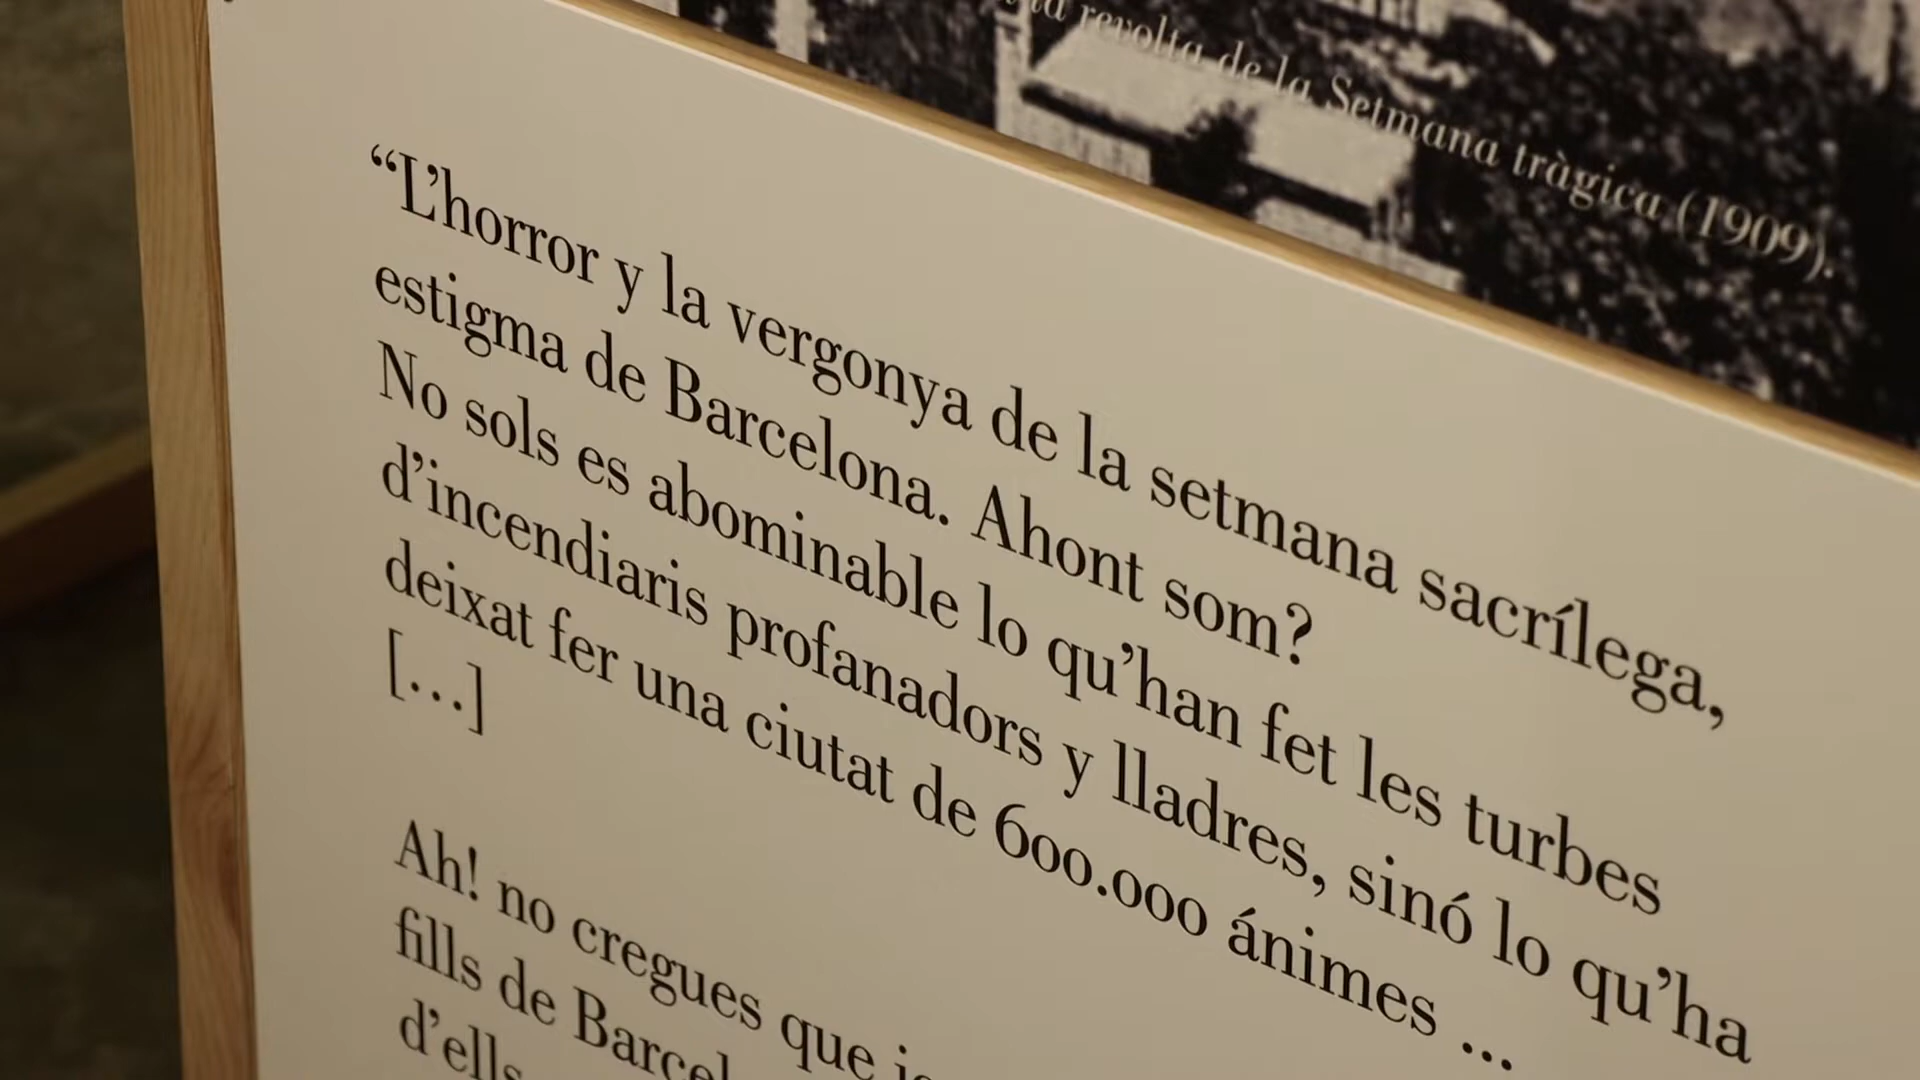 la revolta de la Setmana tràgica (1909).
“L’horror y la vergonya de la setmana sacrílega,
estigma de Barcelona. Ahont som?
No sols es abominable lo qu’han fet les turbes
d’incendiaris profanadors y lladres, sinó lo qu’ha
deixat fer una ciutat de 600.000 ánimes ...
[...]
Ah! no cregues que
fills de
d’ells